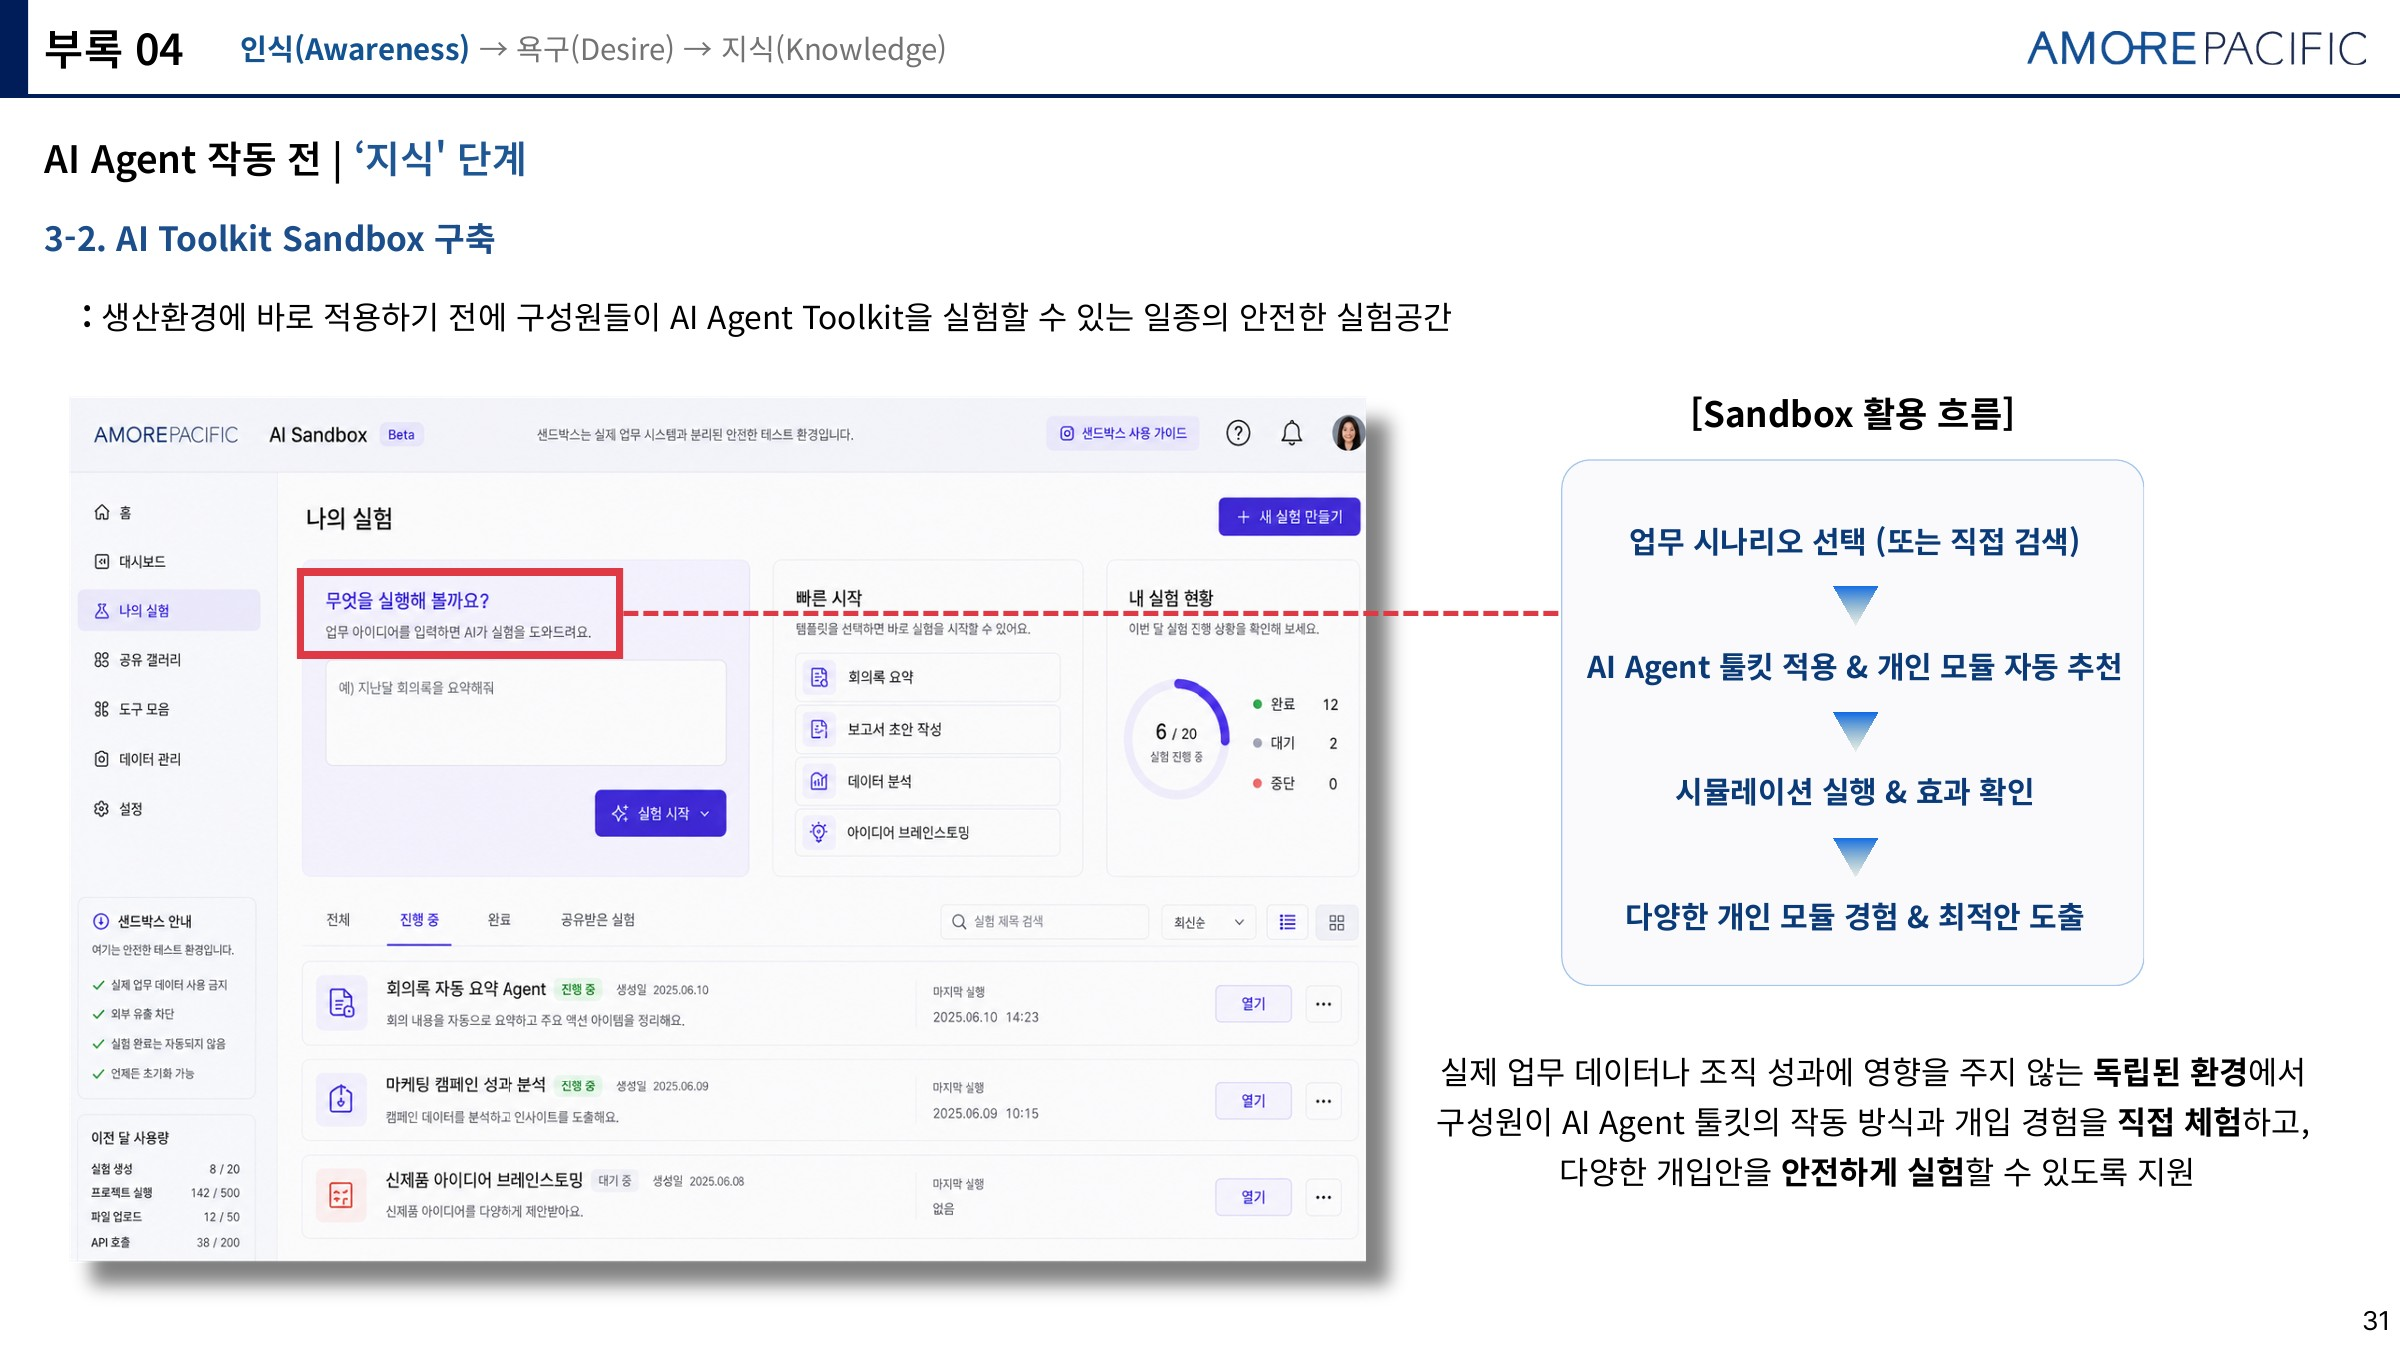 부록 04
인식(Awareness) → 욕구(Desire) → 지식(Knowledge)
AMOREPACIFIC
AI Agent 작동 전 | ‘지식' 단계
3-2. AI Toolkit Sandbox 구축
: 생산환경에 바로 적용하기 전에 구성원들이 AI Agent Toolkit을 실험할 수 있는 일종의 안전한 실험공간
AMOREPACIFIC AI Sandbox Beta
샌드박스는 실제 업무 시스템과 분리된 안전한 테스트 환경입니다.
샌드박스 사용 가이드
홈
대시보드
나의 실험
공유 갤러리
도구 모음
데이터 관리
설정
샌드박스 안내
여기는 안전한 테스트 환경입니다.
실제 업무 데이터 사용 금지
외부 유출 차단
실험 완료는 자동되지 않음
언제든 초기화 가능
이전 달 사용량
실험 생성 8 / 20
프로젝트 실행 142 / 500
파일 업로드 12 / 50
API 호출 38 / 200
나의 실험
+ 새 실험 만들기
무엇을 실행해 볼까요?
업무 아이디어를 입력하면 AI가 실험을 도와드려요.
예) 지난달 회의록을 요약해줘
실험 시작
빠른 시작
템플릿을 선택하면 바로 실험을 시작할 수 있어요.
회의록 요약
보고서 초안 작성
데이터 분석
아이디어 브레인스토밍
내 실험 현황
이번 달 실험 진행 상황을 확인해 보세요.
6 / 20
실험 진행 중
완료 12
대기 2
중단 0
전체 진행 중 완료 공유받은 실험
실험 제목 검색
최신순
회의록 자동 요약 Agent 진행 중 생성일 2025.06.10
회의 내용을 자동으로 요약하고 주요 액션 아이템을 정리해요.
마지막 실행
2025.06.10 14:23
열기
마케팅 캠페인 성과 분석 진행 중 생성일 2025.06.09
캠페인 데이터를 분석하고 인사이트를 도출해요.
마지막 실행
2025.06.09 10:15
열기
신제품 아이디어 브레인스토밍 대기 중 생성일 2025.06.08
신제품 아이디어를 다양하게 제안받아요.
마지막 실행
없음
열기
[Sandbox 활용 흐름]
업무 시나리오 선택 (또는 직접 검색)
AI Agent 툴킷 적용 & 개인 모듈 자동 추천
시뮬레이션 실행 & 효과 확인
다양한 개인 모듈 경험 & 최적안 도출
실제 업무 데이터나 조직 성과에 영향을 주지 않는 독립된 환경에서
구성원이 AI Agent 툴킷의 작동 방식과 개입 경험을 직접 체험하고,
다양한 개입안을 안전하게 실험할 수 있도록 지원
31